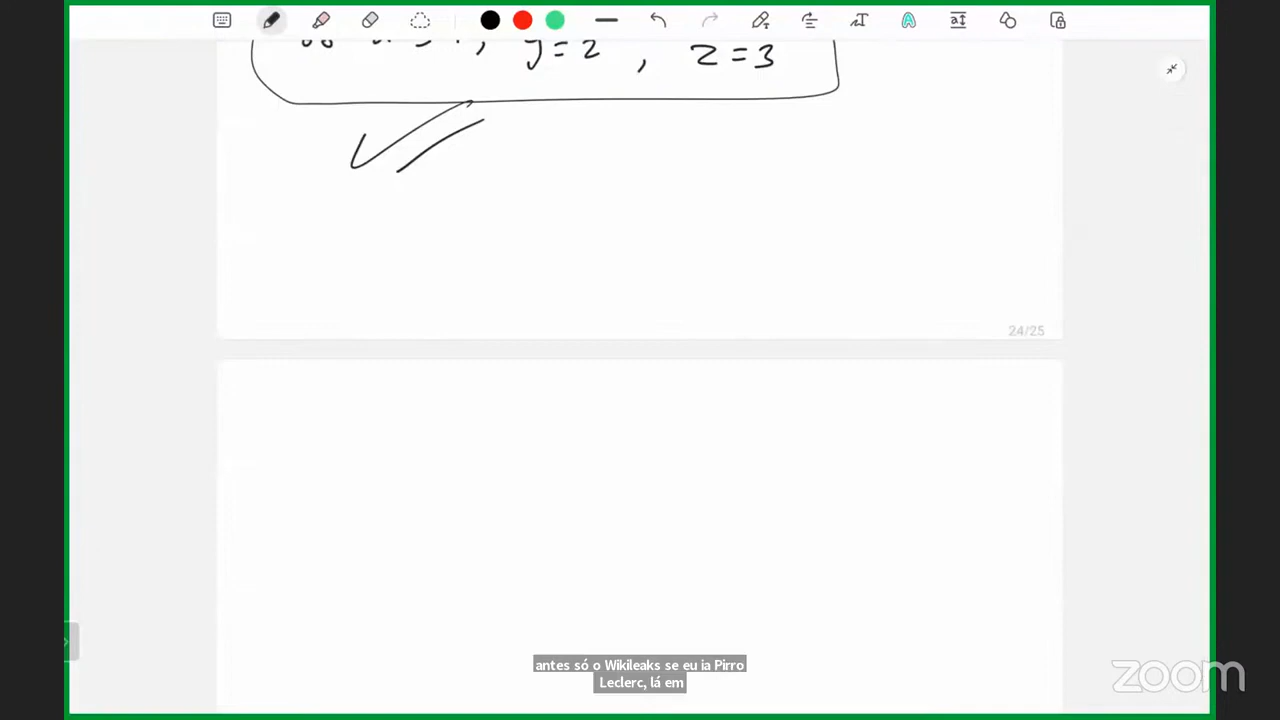 y = 2 , z = 3
24/25
antes só o Wikileaks se eu ia Pirro
Leclerc, lá em
zoom